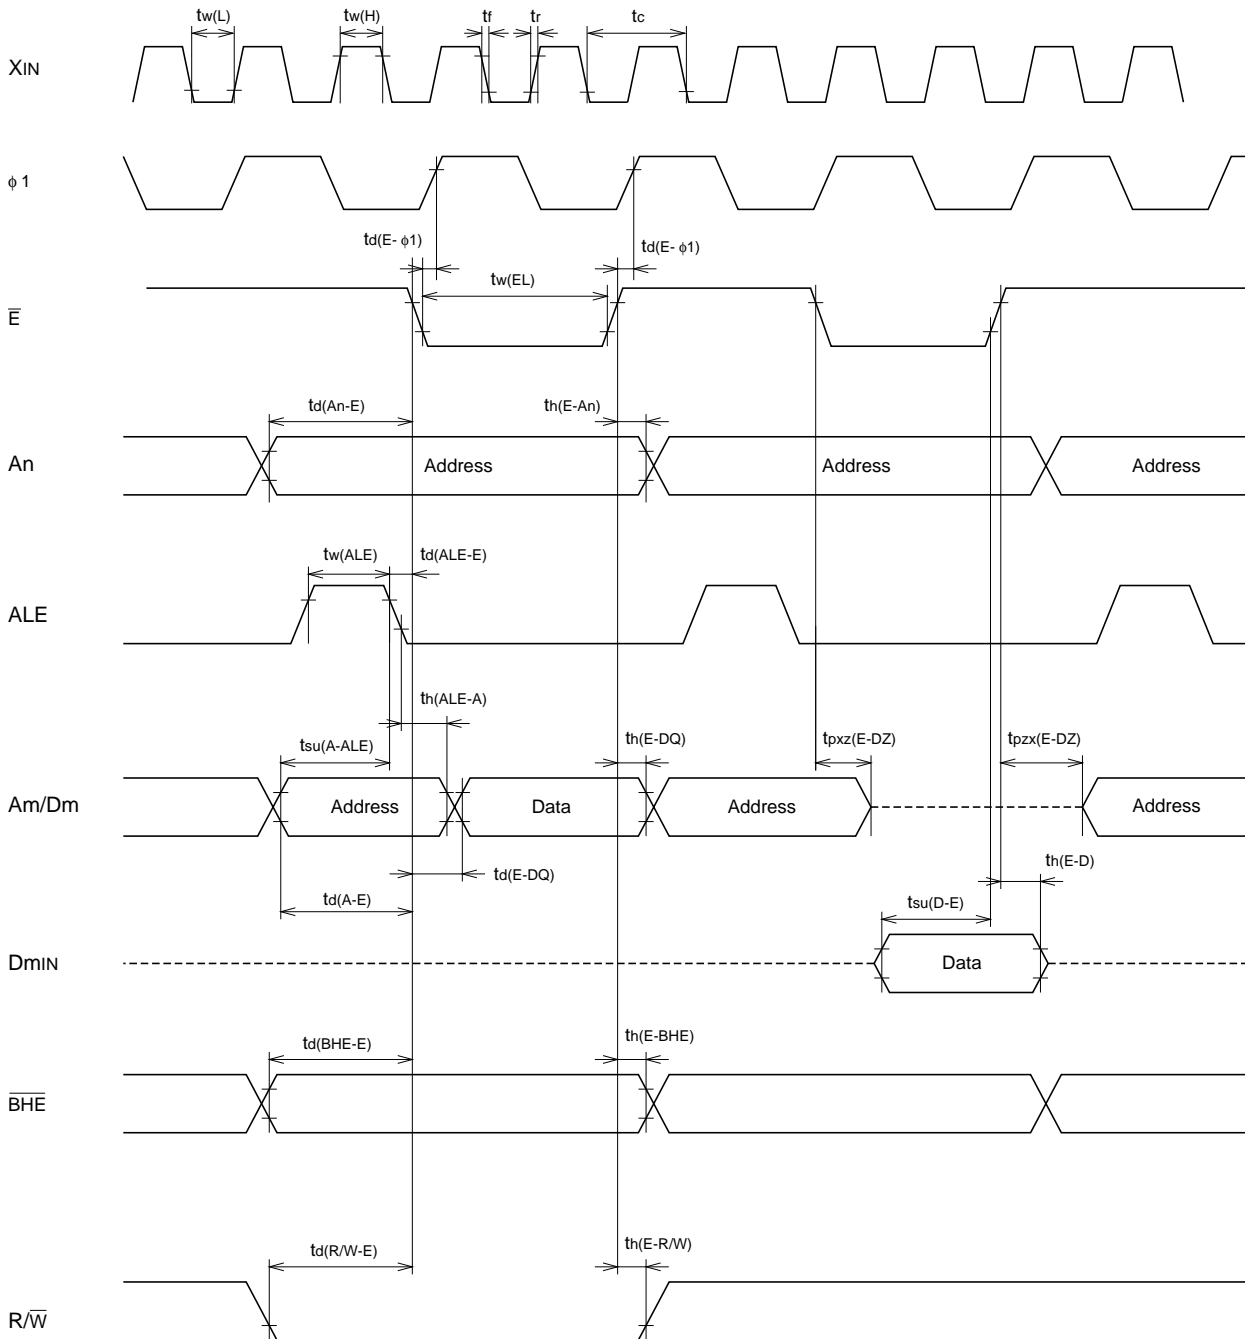 tw(L) tw(H) tf tr tc
XIN
ϕ 1
td(E- ϕ1) td(E- ϕ1)
tw(EL)
E̅
td(An-E) th(E-An)
An Address Address Address
tw(ALE) td(ALE-E)
ALE
th(ALE-A)
tsu(A-ALE) th(E-DQ) tpxz(E-DZ) tpzx(E-DZ)
Am/Dm Address Data Address Address
td(E-DQ) th(E-D)
td(A-E) tsu(D-E)
DmIN Data
td(BHE-E) th(E-BHE)
B̅H̅E̅
td(R/W-E) th(E-R/W)
R/W̅